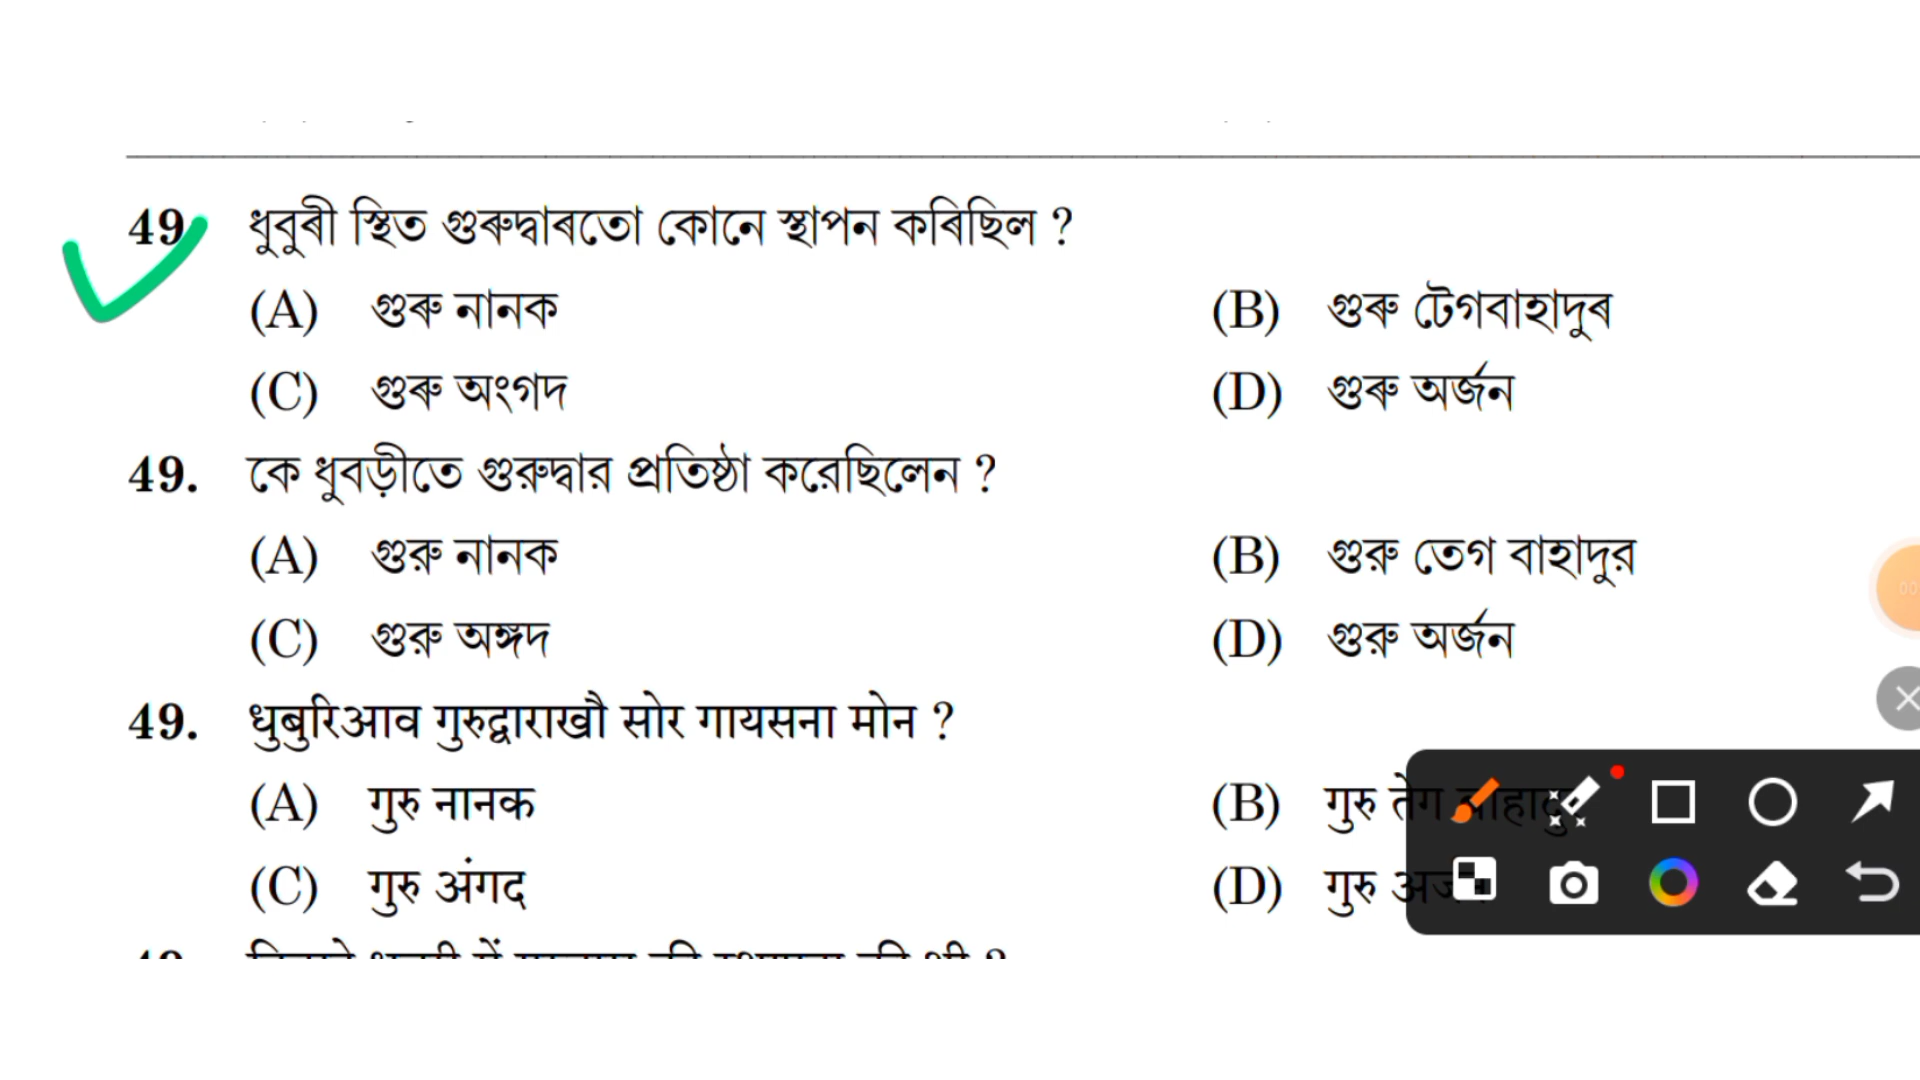 49. ধুবুৰী স্থিত গুৰুদ্বাৰতো কোনে স্থাপন কৰিছিল ?
(A) গুৰু নানক (B) গুৰু টেগবাহাদুৰ
(C) গুৰু অংগদ (D) গুৰু অৰ্জন
49. কে ধুবড়ীতে গুরুদ্বার প্রতিষ্ঠা করেছিলেন ?
(A) গুরু নানক (B) গুরু তেগ বাহাদুর
(C) গুরু অঙ্গদ (D) গুরু অর্জন
49. धुबुरिआव गुरुद्वाराखौ सोर गायसना मोन ?
(A) गुरु नानक (B) गुरु तेग
(C) गुरु अंगद (D) गुरु